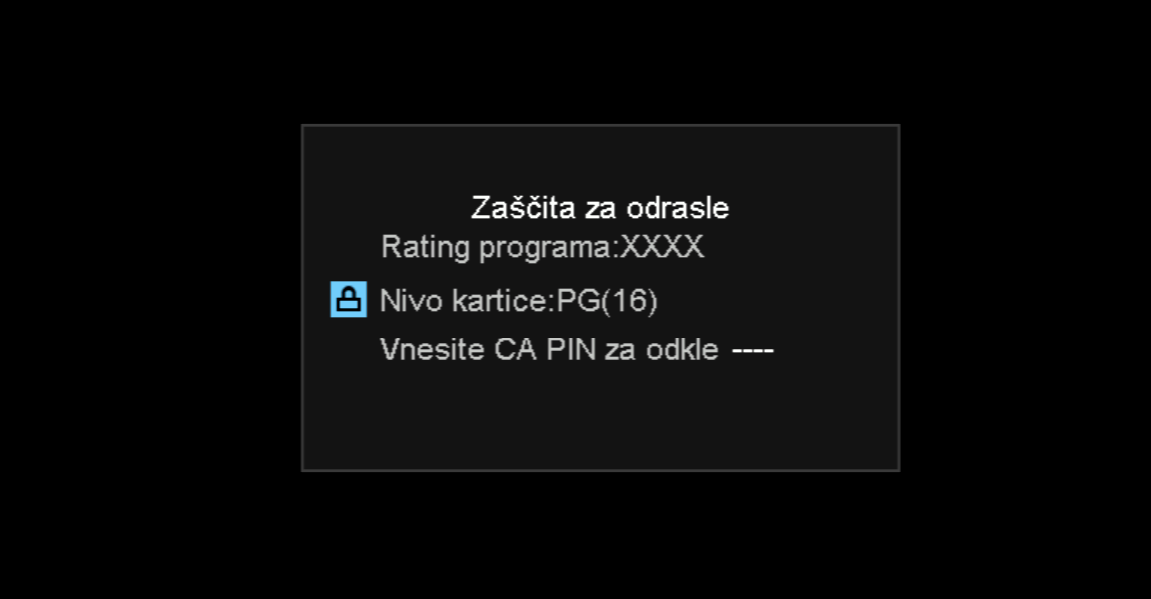 Zaščita za odrasle
Rating programa:XXXX
Nivo kartice:PG(16)
Vnesite CA PIN za odkle ----